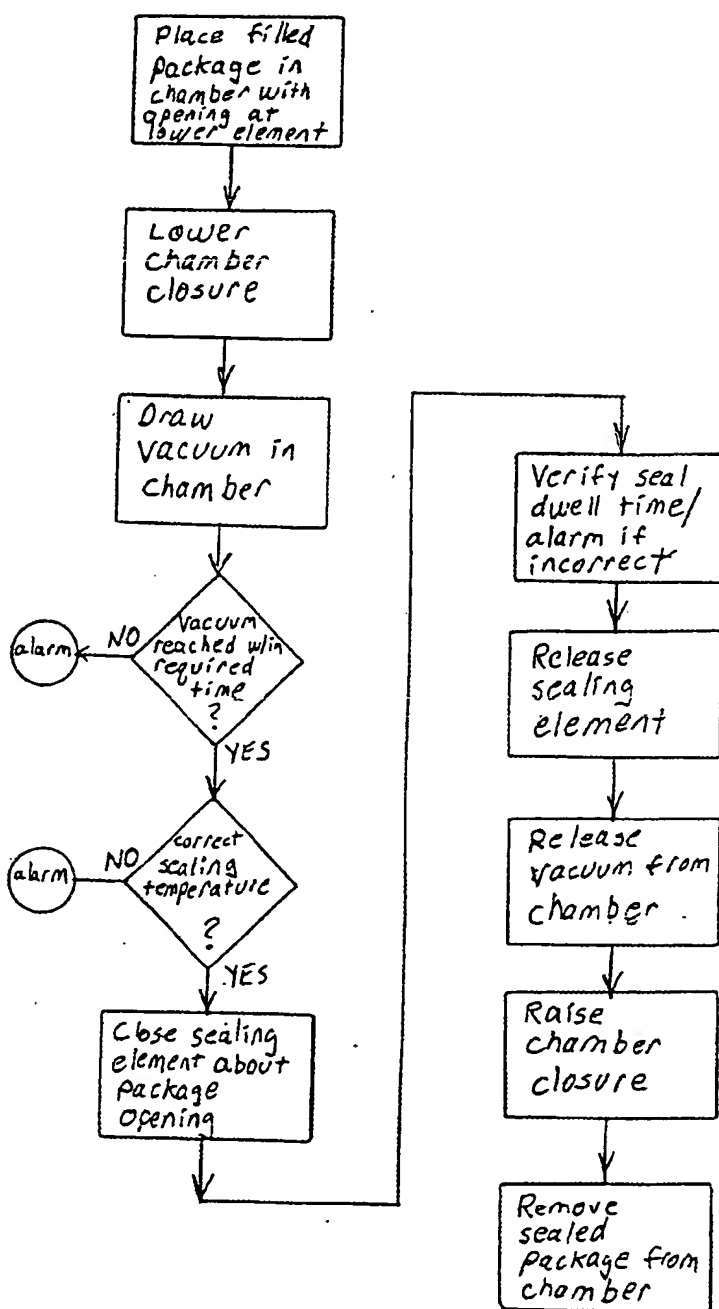 Place filled
package in
chamber with
opening at
lower element
Lower
chamber
closure
Draw
vacuum in
chamber
vacuum
reached w/in
required
time
?
NO
alarm
YES
correct
sealing
temperature
?
NO
alarm
YES
Close sealing
element about
package
opening
Verify seal
dwell time/
alarm if
incorrect
Release
sealing
element
Release
vacuum from
chamber
Raise
chamber
closure
Remove
sealed
package from
chamber